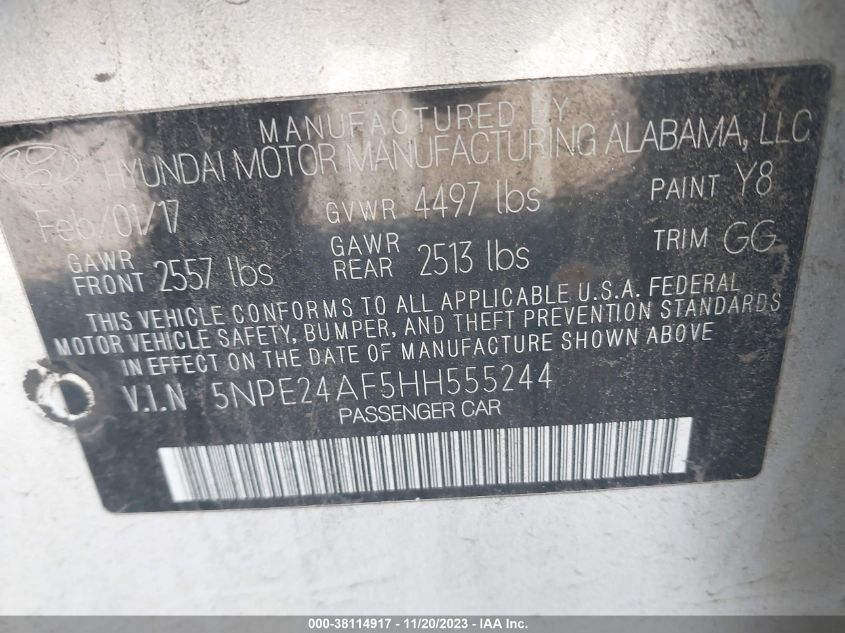 MANUFACTURED BY
HYUNDAI MOTOR MANUFACTURING ALABAMA, LLC
Feb/01/17 GVWR 4497 lbs PAINT Y8
GAWR FRONT 2557 lbs GAWR REAR 2513 lbs TRIM GG
THIS VEHICLE CONFORMS TO ALL APPLICABLE U.S.A. FEDERAL
MOTOR VEHICLE SAFETY, BUMPER, AND THEFT PREVENTION STANDARDS
IN EFFECT ON THE DATE OF MANUFACTURE SHOWN ABOVE
V.I.N 5NPE24AF5HH555244
PASSENGER CAR
000-38114917 - 11/20/2023 - IAA Inc.